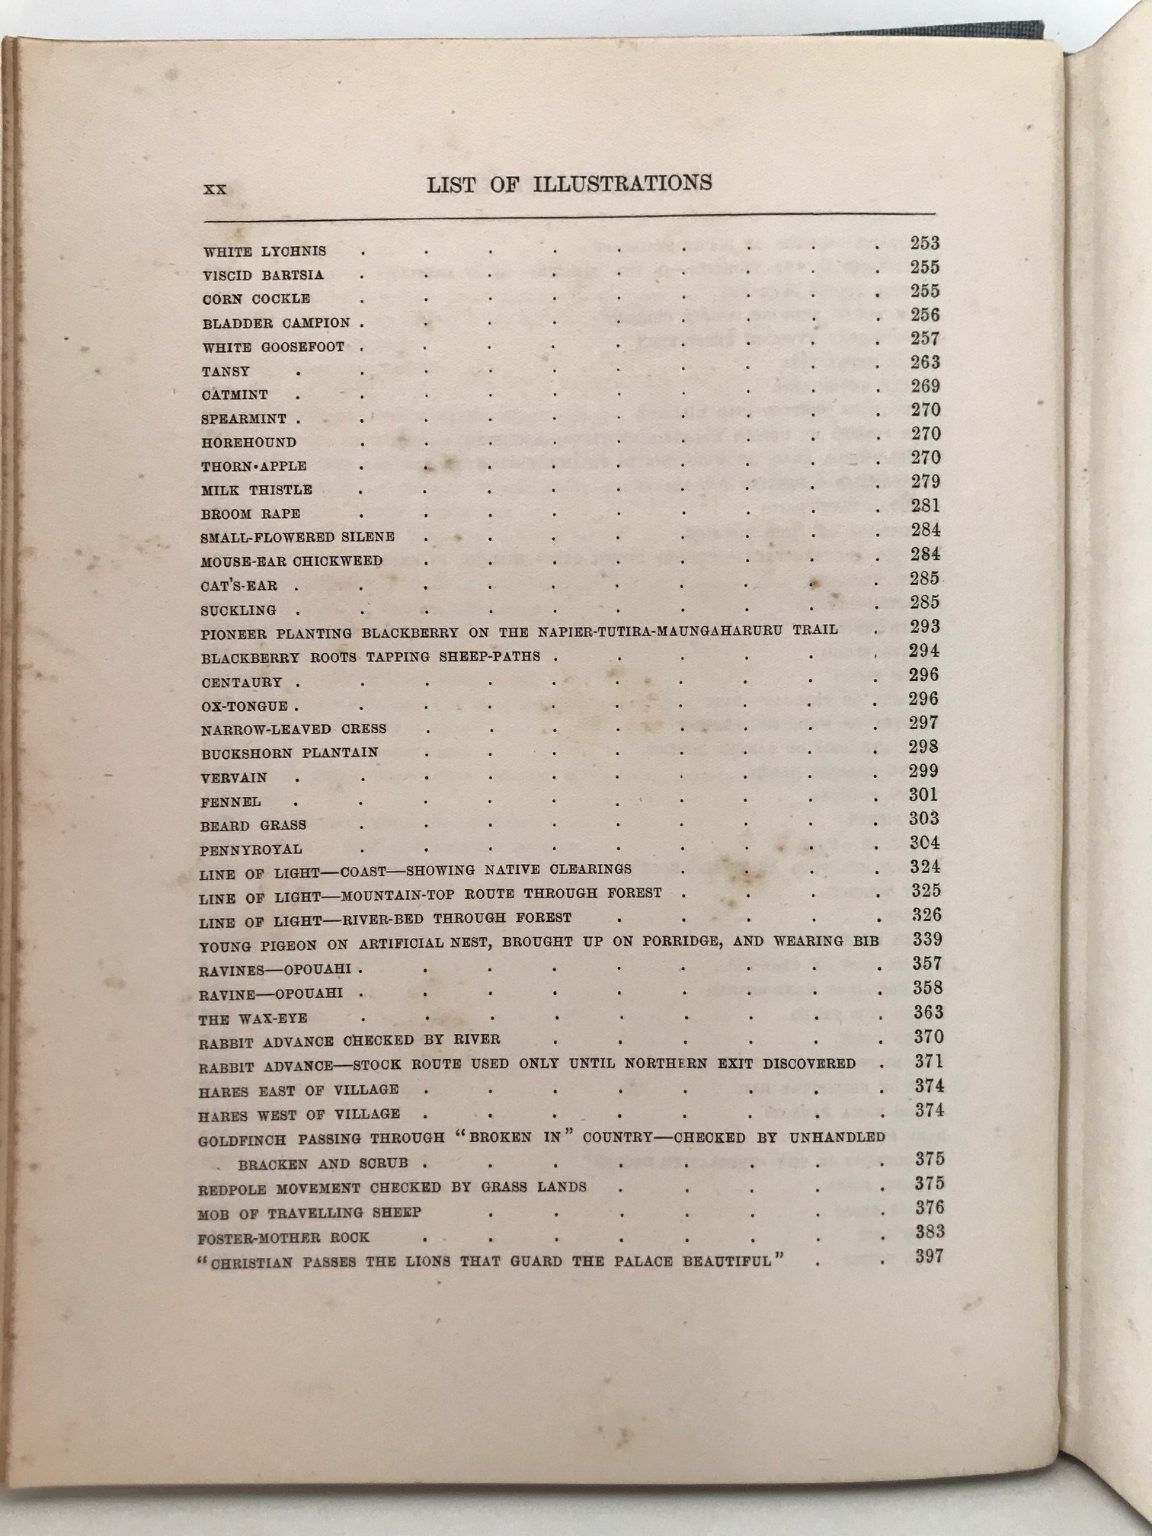 xx LIST OF ILLUSTRATIONS
WHITE LYCHNIS . . . . . . . . . 253
VISCID BARTSIA . . . . . . . . . 255
CORN COCKLE . . . . . . . . . 255
BLADDER CAMPION . . . . . . . . . 256
WHITE GOOSEFOOT . . . . . . . . . 257
TANSY . . . . . . . . . . 263
CATMINT . . . . . . . . . . 269
SPEARMINT . . . . . . . . . . 270
HOREHOUND . . . . . . . . . 270
THORN-APPLE . . . . . . . . . 270
MILK THISTLE . . . . . . . . . 279
BROOM RAPE . . . . . . . . . 281
SMALL-FLOWERED SILENE . . . . . . . . 284
MOUSE-EAR CHICKWEED . . . . . . . . 284
CAT'S-EAR . . . . . . . . . . 285
SUCKLING . . . . . . . . . . 285
PIONEER PLANTING BLACKBERRY ON THE NAPIER-TUTIRA-MAUNGAHARURU TRAIL . 293
BLACKBERRY ROOTS TAPPING SHEEP-PATHS . . . . . . 294
CENTAURY . . . . . . . . . . 296
OX-TONGUE . . . . . . . . . . 296
NARROW-LEAVED CRESS . . . . . . . . 297
BUCKSHORN PLANTAIN . . . . . . . . 298
VERVAIN . . . . . . . . . . 299
FENNEL . . . . . . . . . . 301
BEARD GRASS . . . . . . . . . 303
PENNYROYAL . . . . . . . . . 304
LINE OF LIGHT—COAST—SHOWING NATIVE CLEARINGS . . . . 324
LINE OF LIGHT—MOUNTAIN-TOP ROUTE THROUGH FOREST . . . . 325
LINE OF LIGHT—RIVER-BED THROUGH FOREST . . . . . 326
YOUNG PIGEON ON ARTIFICIAL NEST, BROUGHT UP ON PORRIDGE, AND WEARING BIB 339
RAVINES—OPOUAHI . . . . . . . . . 357
RAVINE—OPOUAHI . . . . . . . . . 358
THE WAX-EYE . . . . . . . . . 363
RABBIT ADVANCE CHECKED BY RIVER . . . . . . 370
RABBIT ADVANCE—STOCK ROUTE USED ONLY UNTIL NORTHERN EXIT DISCOVERED . 371
HARES EAST OF VILLAGE . . . . . . . . 374
HARES WEST OF VILLAGE . . . . . . . . 374
GOLDFINCH PASSING THROUGH "BROKEN IN" COUNTRY—CHECKED BY UNHANDLED
BRACKEN AND SCRUB . . . . . . . . 375
REDPOLE MOVEMENT CHECKED BY GRASS LANDS . . . . . 375
MOB OF TRAVELLING SHEEP . . . . . . . 376
FOSTER-MOTHER ROCK . . . . . . . . 383
"CHRISTIAN PASSES THE LIONS THAT GUARD THE PALACE BEAUTIFUL" . . 397